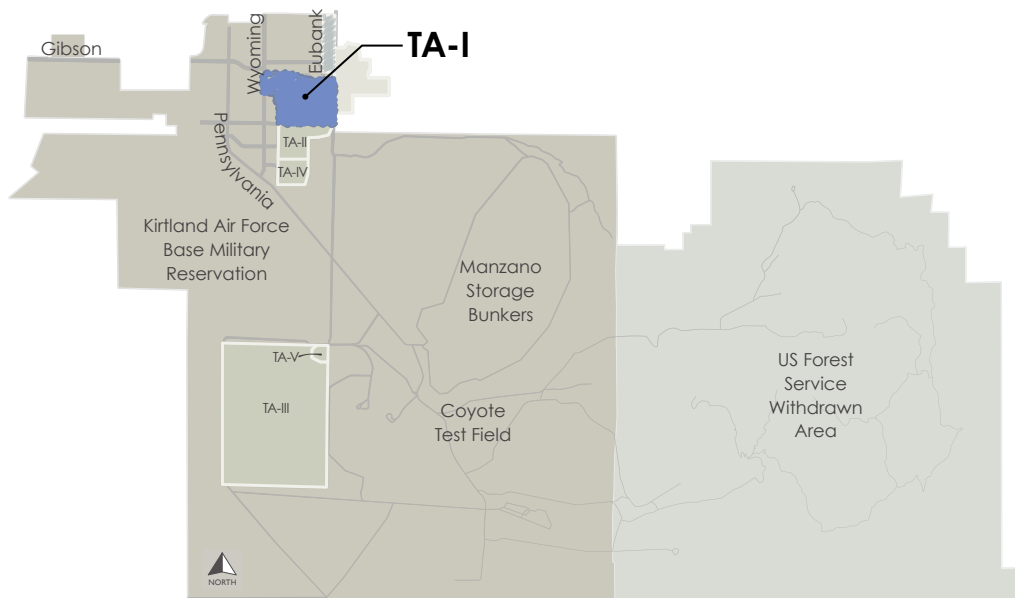 Gibson
Wyoming
Eubank
TA-I
Pennsylvania
TA-II
TA-IV
Kirtland Air Force
Base Military
Reservation
Manzano
Storage
Bunkers
TA-V
TA-III
Coyote
Test Field
US Forest
Service
Withdrawn
Area
NORTH